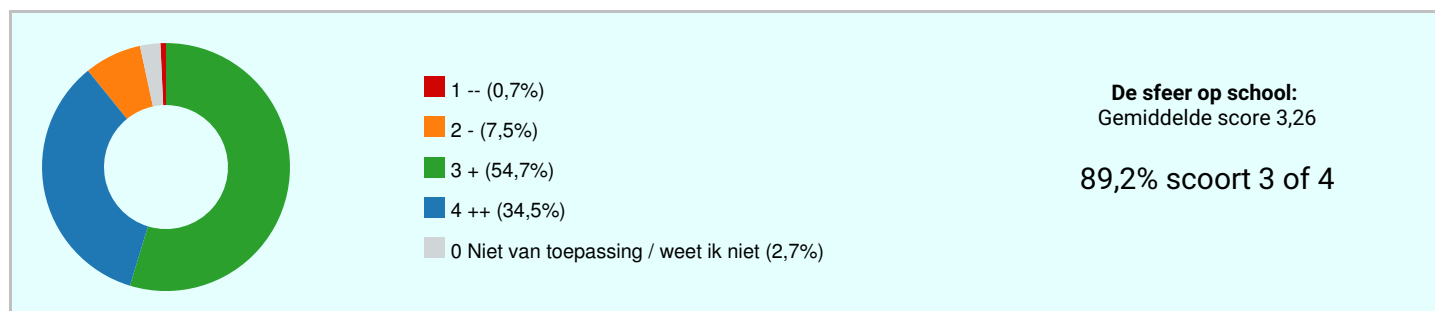 1 -- (0,7%)
2 - (7,5%)
3 + (54,7%)
4 ++ (34,5%)
0 Niet van toepassing / weet ik niet (2,7%)
De sfeer op school:
Gemiddelde score 3,26
89,2% scoort 3 of 4